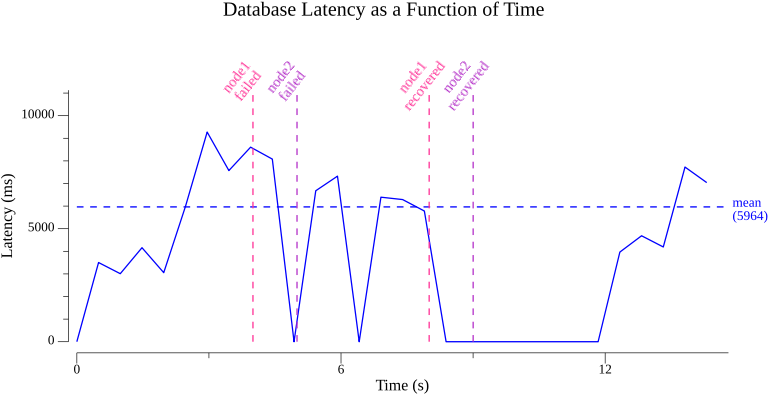 Database Latency as a Function of Time
node1
failed
node2
failed
node1
recovered
node2
recovered
10000
5000
0
Latency (ms)
mean
(5964)
0
6
12
Time (s)